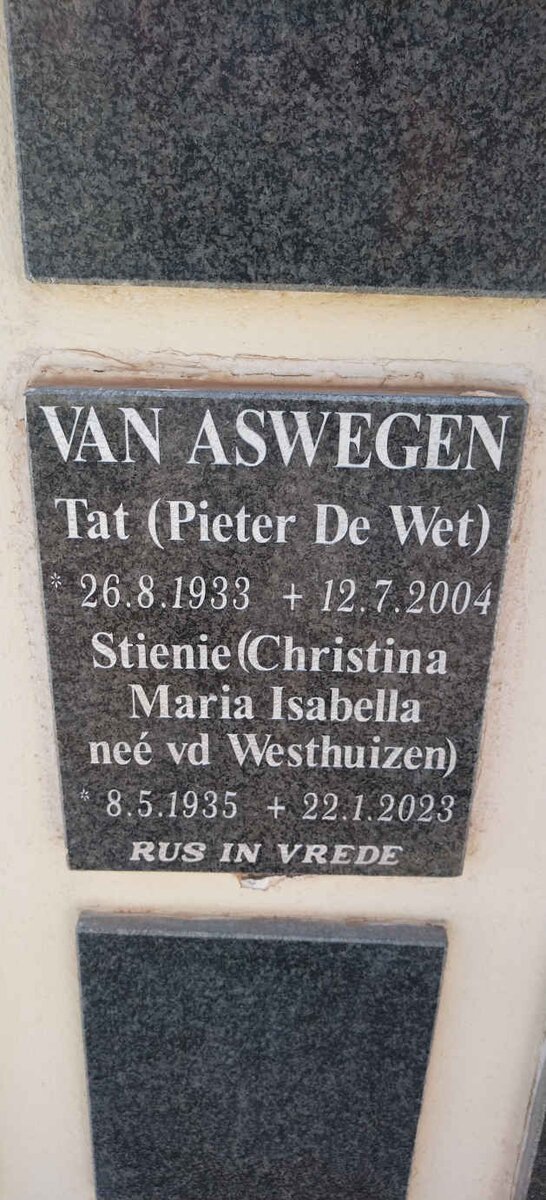 VAN ASWEGEN
Tat (Pieter De Wet)
* 26.8.1933 + 12.7.2004
Stienie (Christina
Maria Isabella
neé vd Westhuizen)
* 8.5.1935 + 22.1.2023
RUS IN VREDE